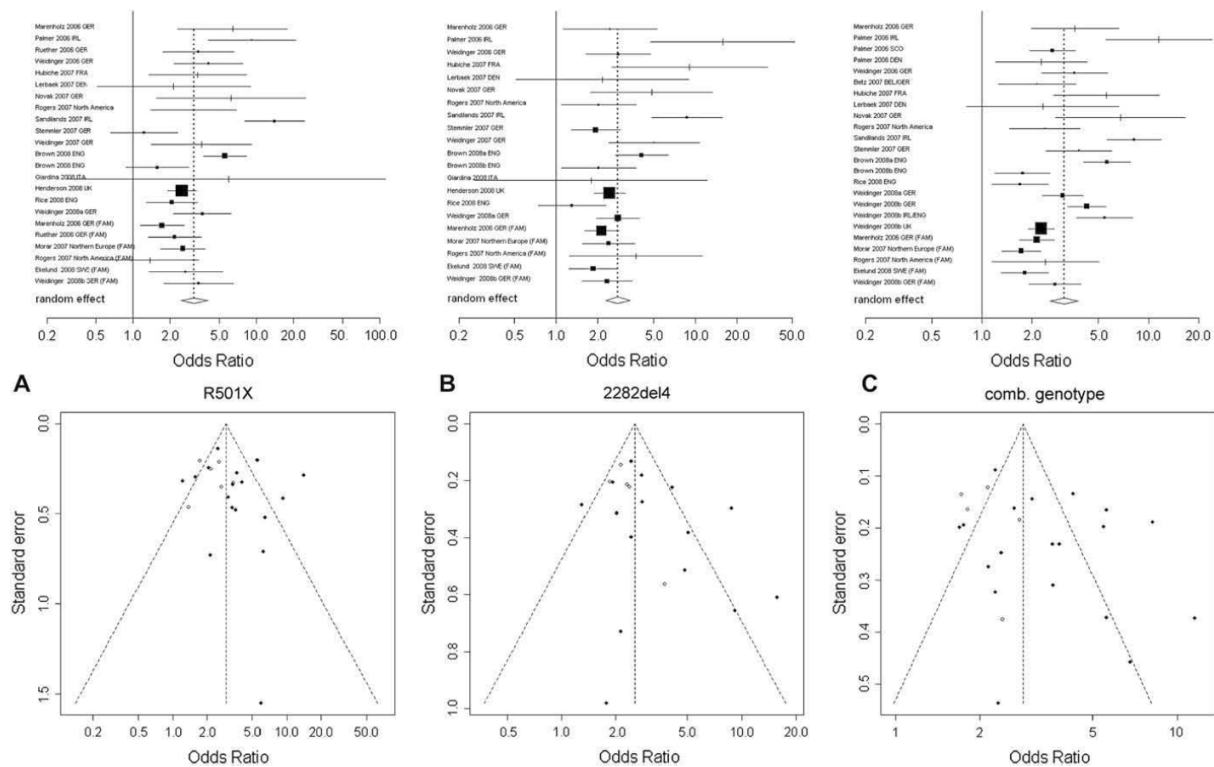 Marenholz 2006 GER
Palmer 2006 IRL
Ruether 2006 GER
Weidinger 2006 GER
Hubiche 2007 FRA
Lerbaek 2007 DEN
Novak 2007 GER
Rogers 2007 North America
Sandilands 2007 IRL
Stemmler 2007 GER
Weidinger 2007 GER
Brown 2008 ENG
Brown 2008 ENG
Giardina 2008 ITA
Henderson 2008 UK
Rice 2008 ENG
Weidinger 2008a GER
Marenholz 2006 GER (FAM)
Ruether 2006 GER (FAM)
Morar 2007 Northern Europe (FAM)
Rogers 2007 North America (FAM)
Ekelund 2008 SWE (FAM)
Weidinger 2008b GER (FAM)
random effect
0.2 1.0 2.0 5.0 10.0 20.0 100.0
Odds Ratio
Marenholz 2006 GER
Palmer 2006 IRL
Weidinger 2006 GER
Hubiche 2007 FRA
Lerbaek 2007 DEN
Novak 2007 GER
Rogers 2007 North America
Sandilands 2007 IRL
Stemmler 2007 GER
Weidinger 2007 GER
Brown 2008a ENG
Brown 2008b ENG
Giardina 2008 ITA
Henderson 2008 UK
Rice 2008 ENG
Weidinger 2008a GER
Marenholz 2006 GER (FAM)
Morar 2007 Northern Europe (FAM)
Rogers 2007 North America (FAM)
Ekelund 2008 SWE (FAM)
Weidinger 2008b GER (FAM)
random effect
0.2 1.0 2.0 5.0 10.0 20.0 50.0
Odds Ratio
Marenholz 2006 GER
Palmer 2006 IRL
Palmer 2006 SCO
Palmer 2006 DEN
Weidinger 2006 GER
Betz 2007 BEL/GER
Hubiche 2007 FRA
Lerbaek 2007 DEN
Novak 2007 GER
Rogers 2007 North America
Sandilands 2007 IRL
Stemmler 2007 GER
Brown 2008a ENG
Brown 2008b ENG
Rice 2008 ENG
Weidinger 2008a GER
Weidinger 2008b GER
Weidinger 2008b IRL/ENG
Weidinger 2008b UK
Marenholz 2006 GER (FAM)
Morar 2007 Northern Europe (FAM)
Rogers 2007 North America (FAM)
Ekelund 2008 SWE (FAM)
Weidinger 2008b GER (FAM)
random effect
0.2 1.0 2.0 5.0 10.0 20.0
Odds Ratio
A
R501X
Standard error
0.0
0.5
1.0
1.5
0.2 0.5 1.0 2.0 5.0 10.0 20.0 50.0
Odds Ratio
B
2282del4
Standard error
0.0
0.2
0.4
0.6
0.8
1.0
0.5 1.0 2.0 5.0 10.0 20.0
Odds Ratio
C
comb. genotype
Standard error
0.0
0.1
0.2
0.3
0.4
0.5
1 2 5 10
Odds Ratio